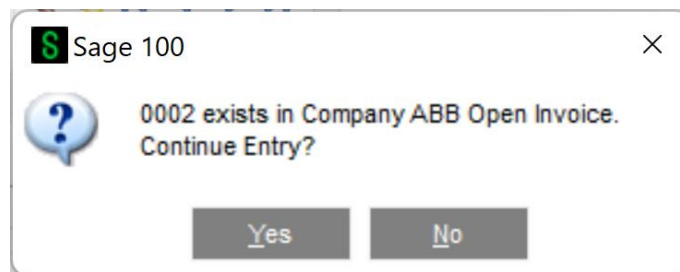 S Sage 100
0002 exists in Company ABB Open Invoice.
Continue Entry?
Yes No